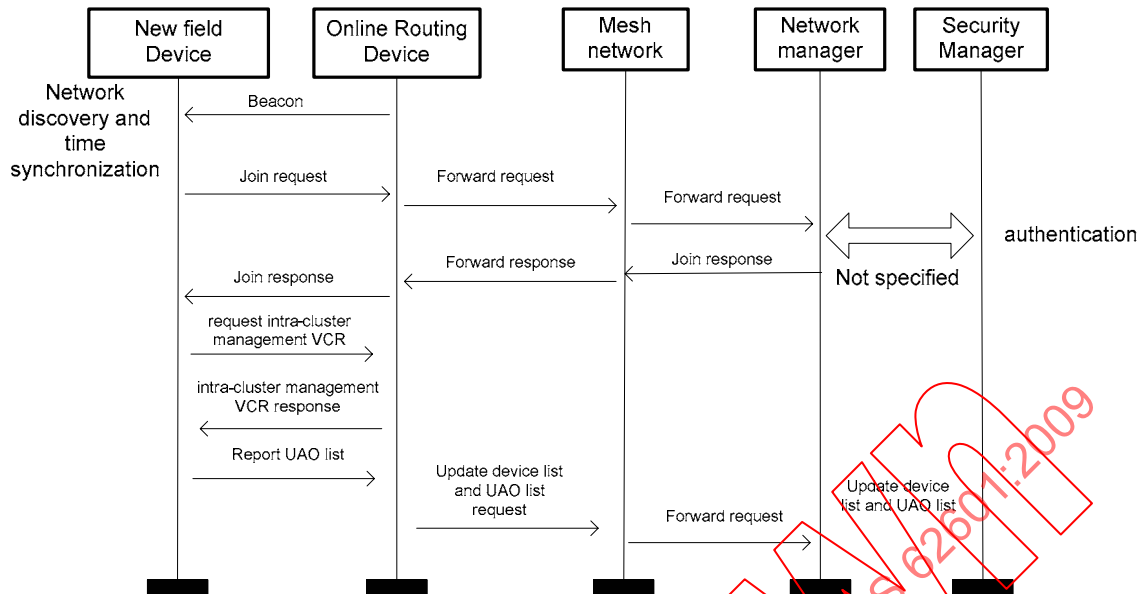 New field
Device
Online Routing
Device
Mesh
network
Network
manager
Security
Manager
Network
discovery and
time
synchronization
Beacon
Join request
Forward request
Forward request
authentication
Not specified
Join response
Forward response
Join response
request intra-cluster
management VCR
intra-cluster management
VCR response
Report UAO list
Update device list
and UAO list
request
Forward request
Update device
list and UAO list
62601:2009